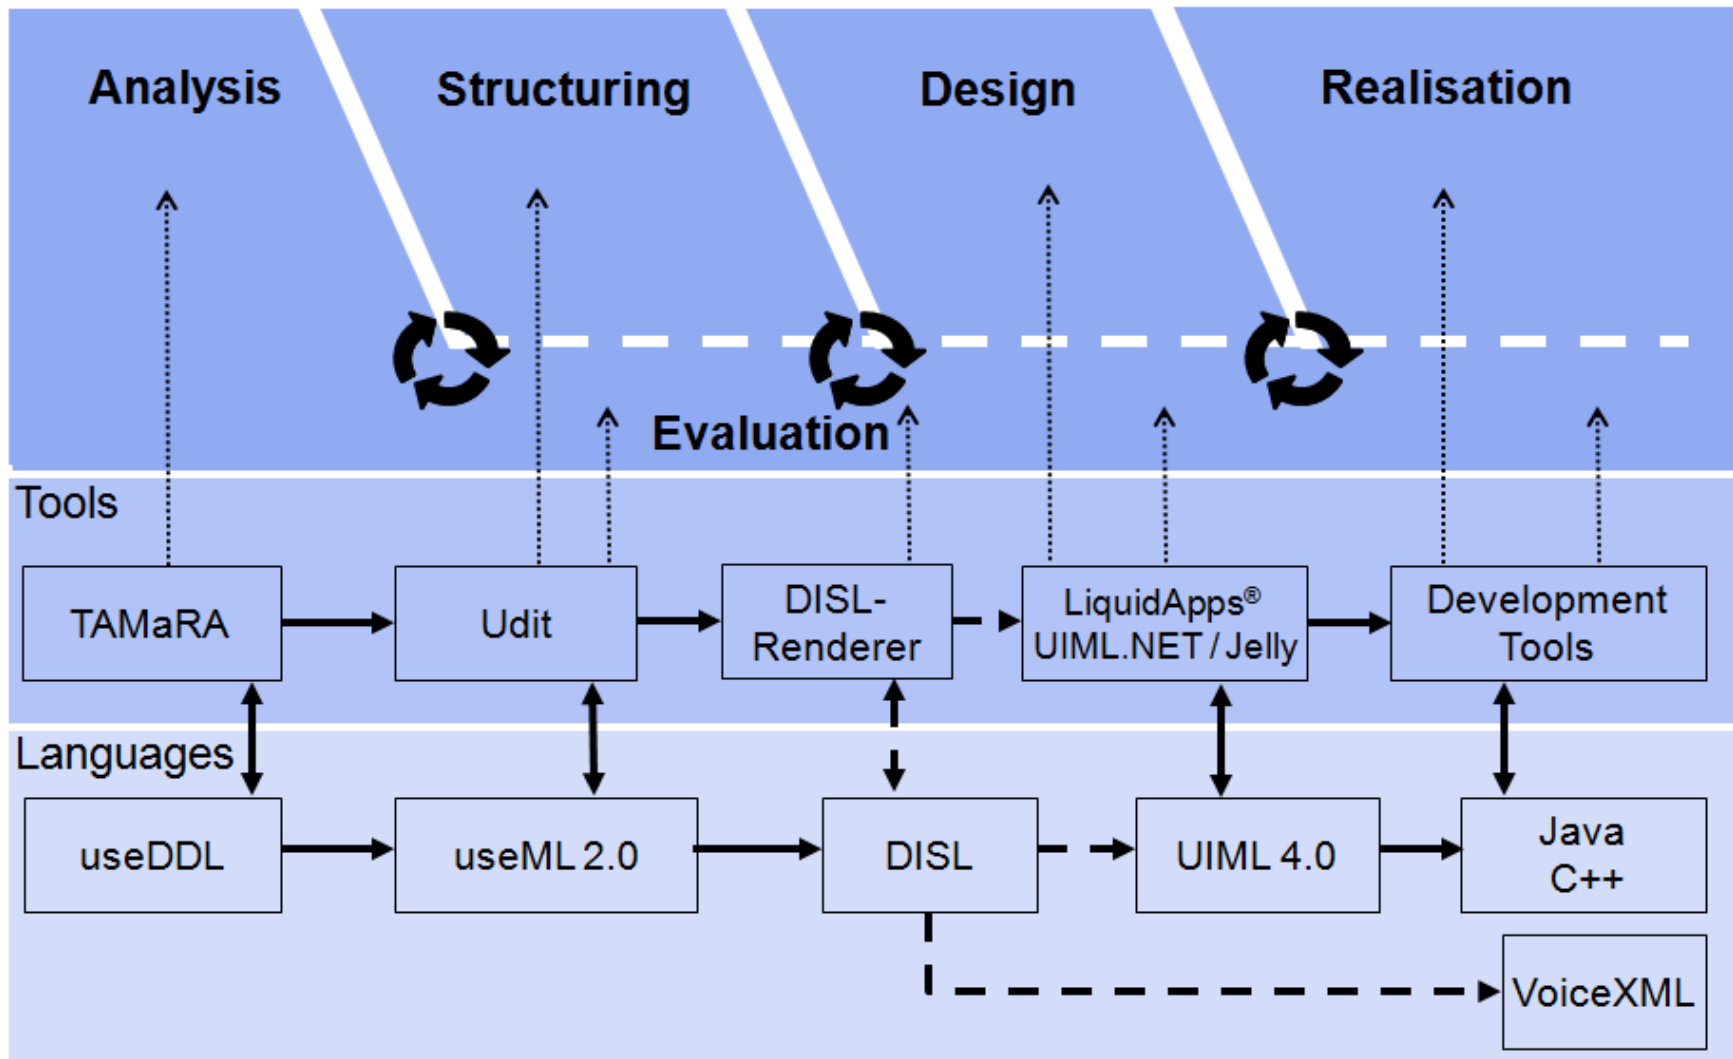 Analysis
Structuring
Design
Realisation
Evaluation
Tools
TAMaRA
Udit
DISL-
Renderer
LiquidApps®
UIML.NET / Jelly
Development
Tools
Languages
useDDL
useML 2.0
DISL
UIML 4.0
Java
C++
VoiceXML